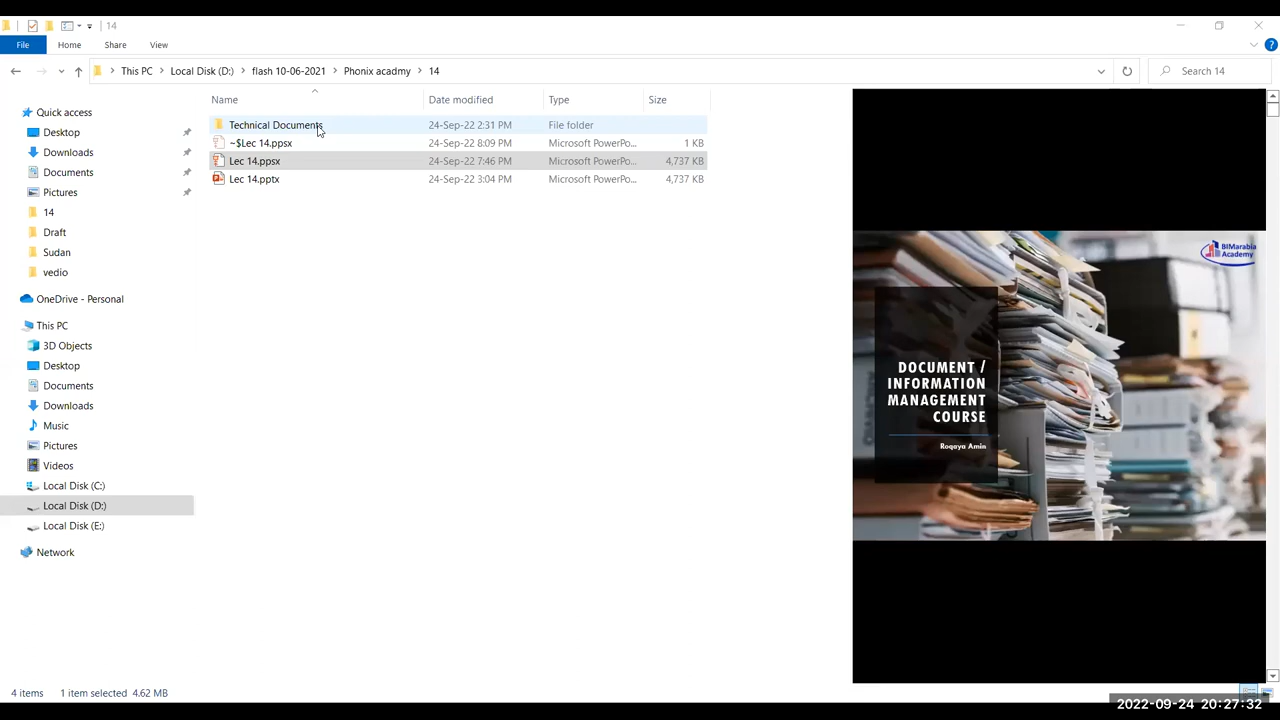 14
File
Home
Share
View
This PC
Local Disk (D:)
flash 10-06-2021
Phonix acadmy
14
Search 14
Name
Date modified
Type
Size
Quick access
Desktop
Downloads
Documents
Pictures
14
Draft
Sudan
vedio
OneDrive - Personal
This PC
3D Objects
Desktop
Documents
Downloads
Music
Pictures
Videos
Local Disk (C:)
Local Disk (D:)
Local Disk (E:)
Network
Technical Documents 24-Sep-22 2:31 PM File folder
~$Lec 14.ppsx 24-Sep-22 8:09 PM Microsoft PowerPo... 1 KB
Lec 14.ppsx 24-Sep-22 7:46 PM Microsoft PowerPo... 4,737 KB
Lec 14.pptx 24-Sep-22 3:04 PM Microsoft PowerPo... 4,737 KB
BIMarabia
Academy
DOCUMENT /
INFORMATION
MANAGEMENT
COURSE
Roqaya Amin
4 items 1 item selected 4.62 MB
2022-09-24 20:27:32